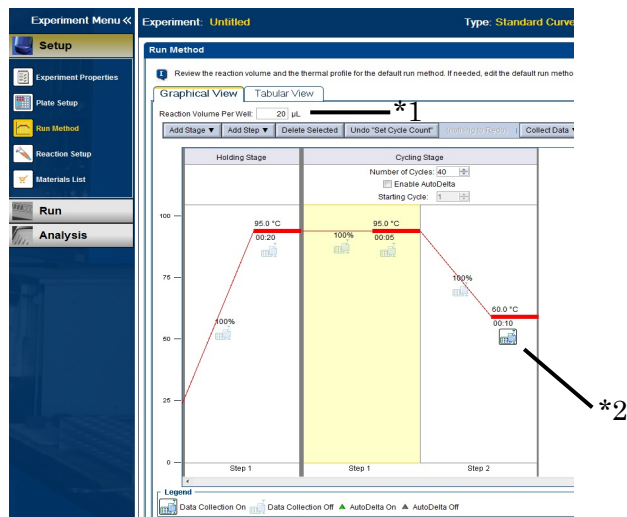 Experiment Menu «
Experiment: Untitled
Type: Standard Curve
Setup
Experiment Properties
Plate Setup
Run Method
Reaction Setup
Materials List
Run
Analysis
Run Method
Review the reaction volume and the thermal profile for the default run method. If needed, edit the default run metho
Graphical View
Tabular View
Reaction Volume Per Well: 20 µL
*1
Add Stage ▼
Add Step ▼
Delete Selected
Undo "Set Cycle Count"
Collect Data ▼
Holding Stage
Cycling Stage
Number of Cycles: 40
Enable AutoDelta
Starting Cycle: 1
100
75
50
25
0
95.0 °C
00:20
100%
95.0 °C
00:05
100%
100%
60.0 °C
00:10
*2
Step 1
Step 1
Step 2
Legend
Data Collection On
Data Collection Off
▲ AutoDelta On
▲ AutoDelta Off